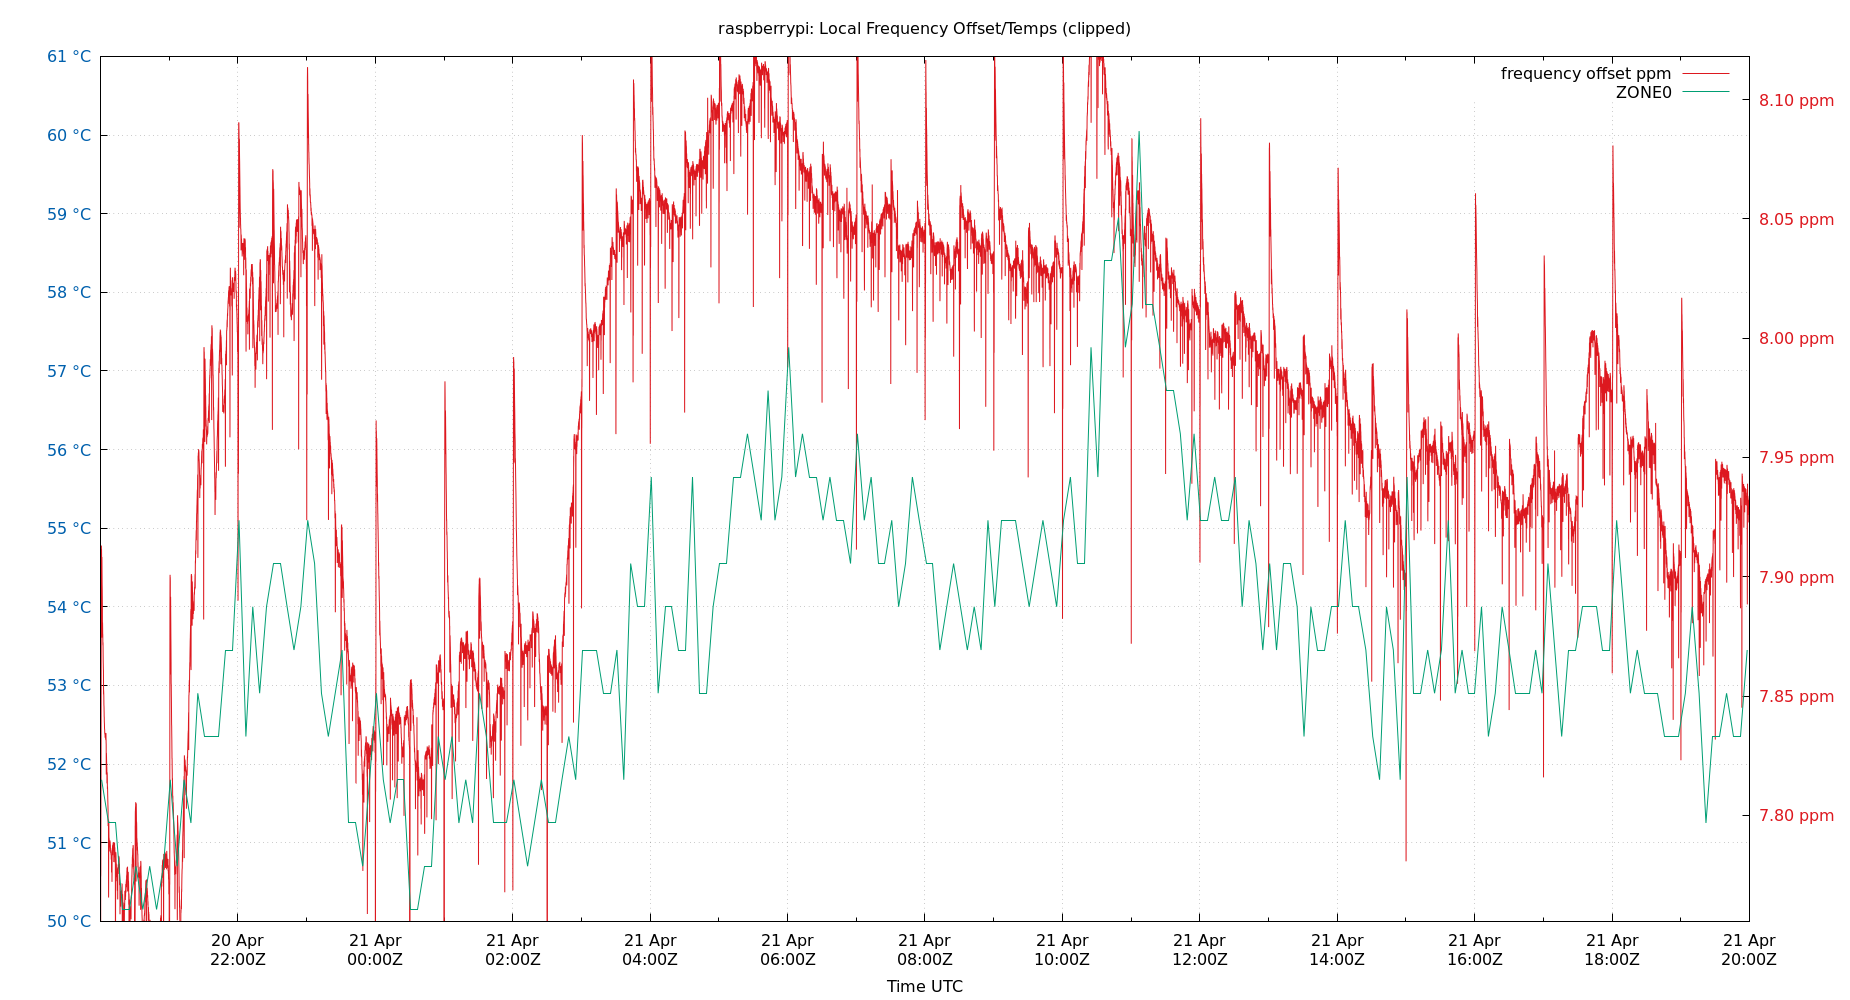 raspberrypi: Local Frequency Offset/Temps (clipped)
61 °C
60 °C
59 °C
58 °C
57 °C
56 °C
55 °C
54 °C
53 °C
52 °C
51 °C
50 °C
frequency offset ppm
ZONE0
8.10 ppm
8.05 ppm
8.00 ppm
7.95 ppm
7.90 ppm
7.85 ppm
7.80 ppm
20 Apr 21 Apr 21 Apr 21 Apr 21 Apr 21 Apr 21 Apr 21 Apr 21 Apr 21 Apr 21 Apr 21 Apr
22:00Z 00:00Z 02:00Z 04:00Z 06:00Z 08:00Z 10:00Z 12:00Z 14:00Z 16:00Z 18:00Z 20:00Z
Time UTC